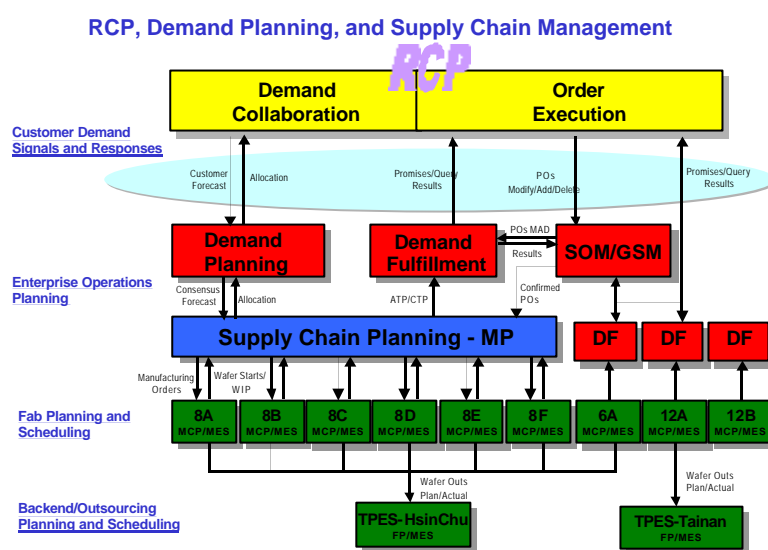 RCP, Demand Planning, and Supply Chain Management
RCP
Demand
Collaboration
Order
Execution
Customer Demand
Signals and Responses
Customer
Forecast
Allocation
Promises/Query
Results
POs
Modify/Add/Delete
Promises/Query
Results
Demand
Planning
Demand
Fulfillment
POs MAD
Results
SOM/GSM
Enterprise Operations
Planning
Consensus
Forecast
Allocation
ATP/CTP
Confirmed
POs
Supply Chain Planning - MP
DF
DF
DF
Manufacturing
Orders
Wafer Starts/
WIP
Fab Planning and
Scheduling
8A
MCP/MES
8B
MCP/MES
8C
MCP/MES
8D
MCP/MES
8E
MCP/MES
8F
MCP/MES
6A
MCP/MES
12A
MCP/MES
12B
MCP/MES
Wafer Outs
Plan/Actual
Wafer Outs
Plan/Actual
Backend/Outsourcing
Planning and Scheduling
TPES-HsinChu
FP/MES
TPES-Tainan
FP/MES